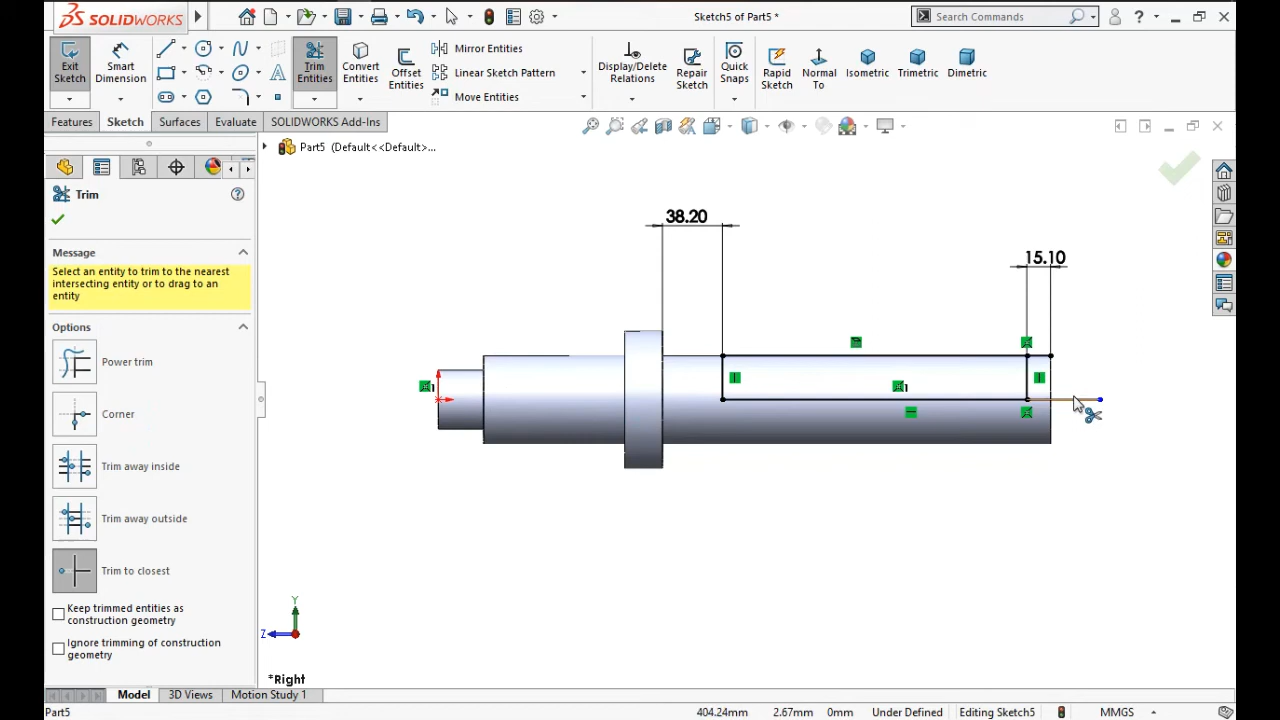 SOLIDWORKS
Sketch5 of Part5 *
Search Commands
?
Exit
Sketch
Smart
Dimension
Trim
Entities
Convert
Entities
Offset
Entities
Mirror Entities
Linear Sketch Pattern
Move Entities
Display/Delete
Relations
Repair
Sketch
Quick
Snaps
Rapid
Sketch
Normal
To
Isometric
Trimetric
Dimetric
Features
Sketch
Surfaces
Evaluate
SOLIDWORKS Add-Ins
Part5 (Default<<Default>...
Trim
?
Message
Select an entity to trim to the nearest
intersecting entity or to drag to an
entity
Options
Power trim
Corner
Trim away inside
Trim away outside
Trim to closest
Keep trimmed entities as
construction geometry
Ignore trimming of construction
geometry
38.20
15.10
1
1
Y
Z
*Right
Model
3D Views
Motion Study 1
Part5
404.24mm
2.67mm
0mm
Under Defined
Editing Sketch5
MMGS